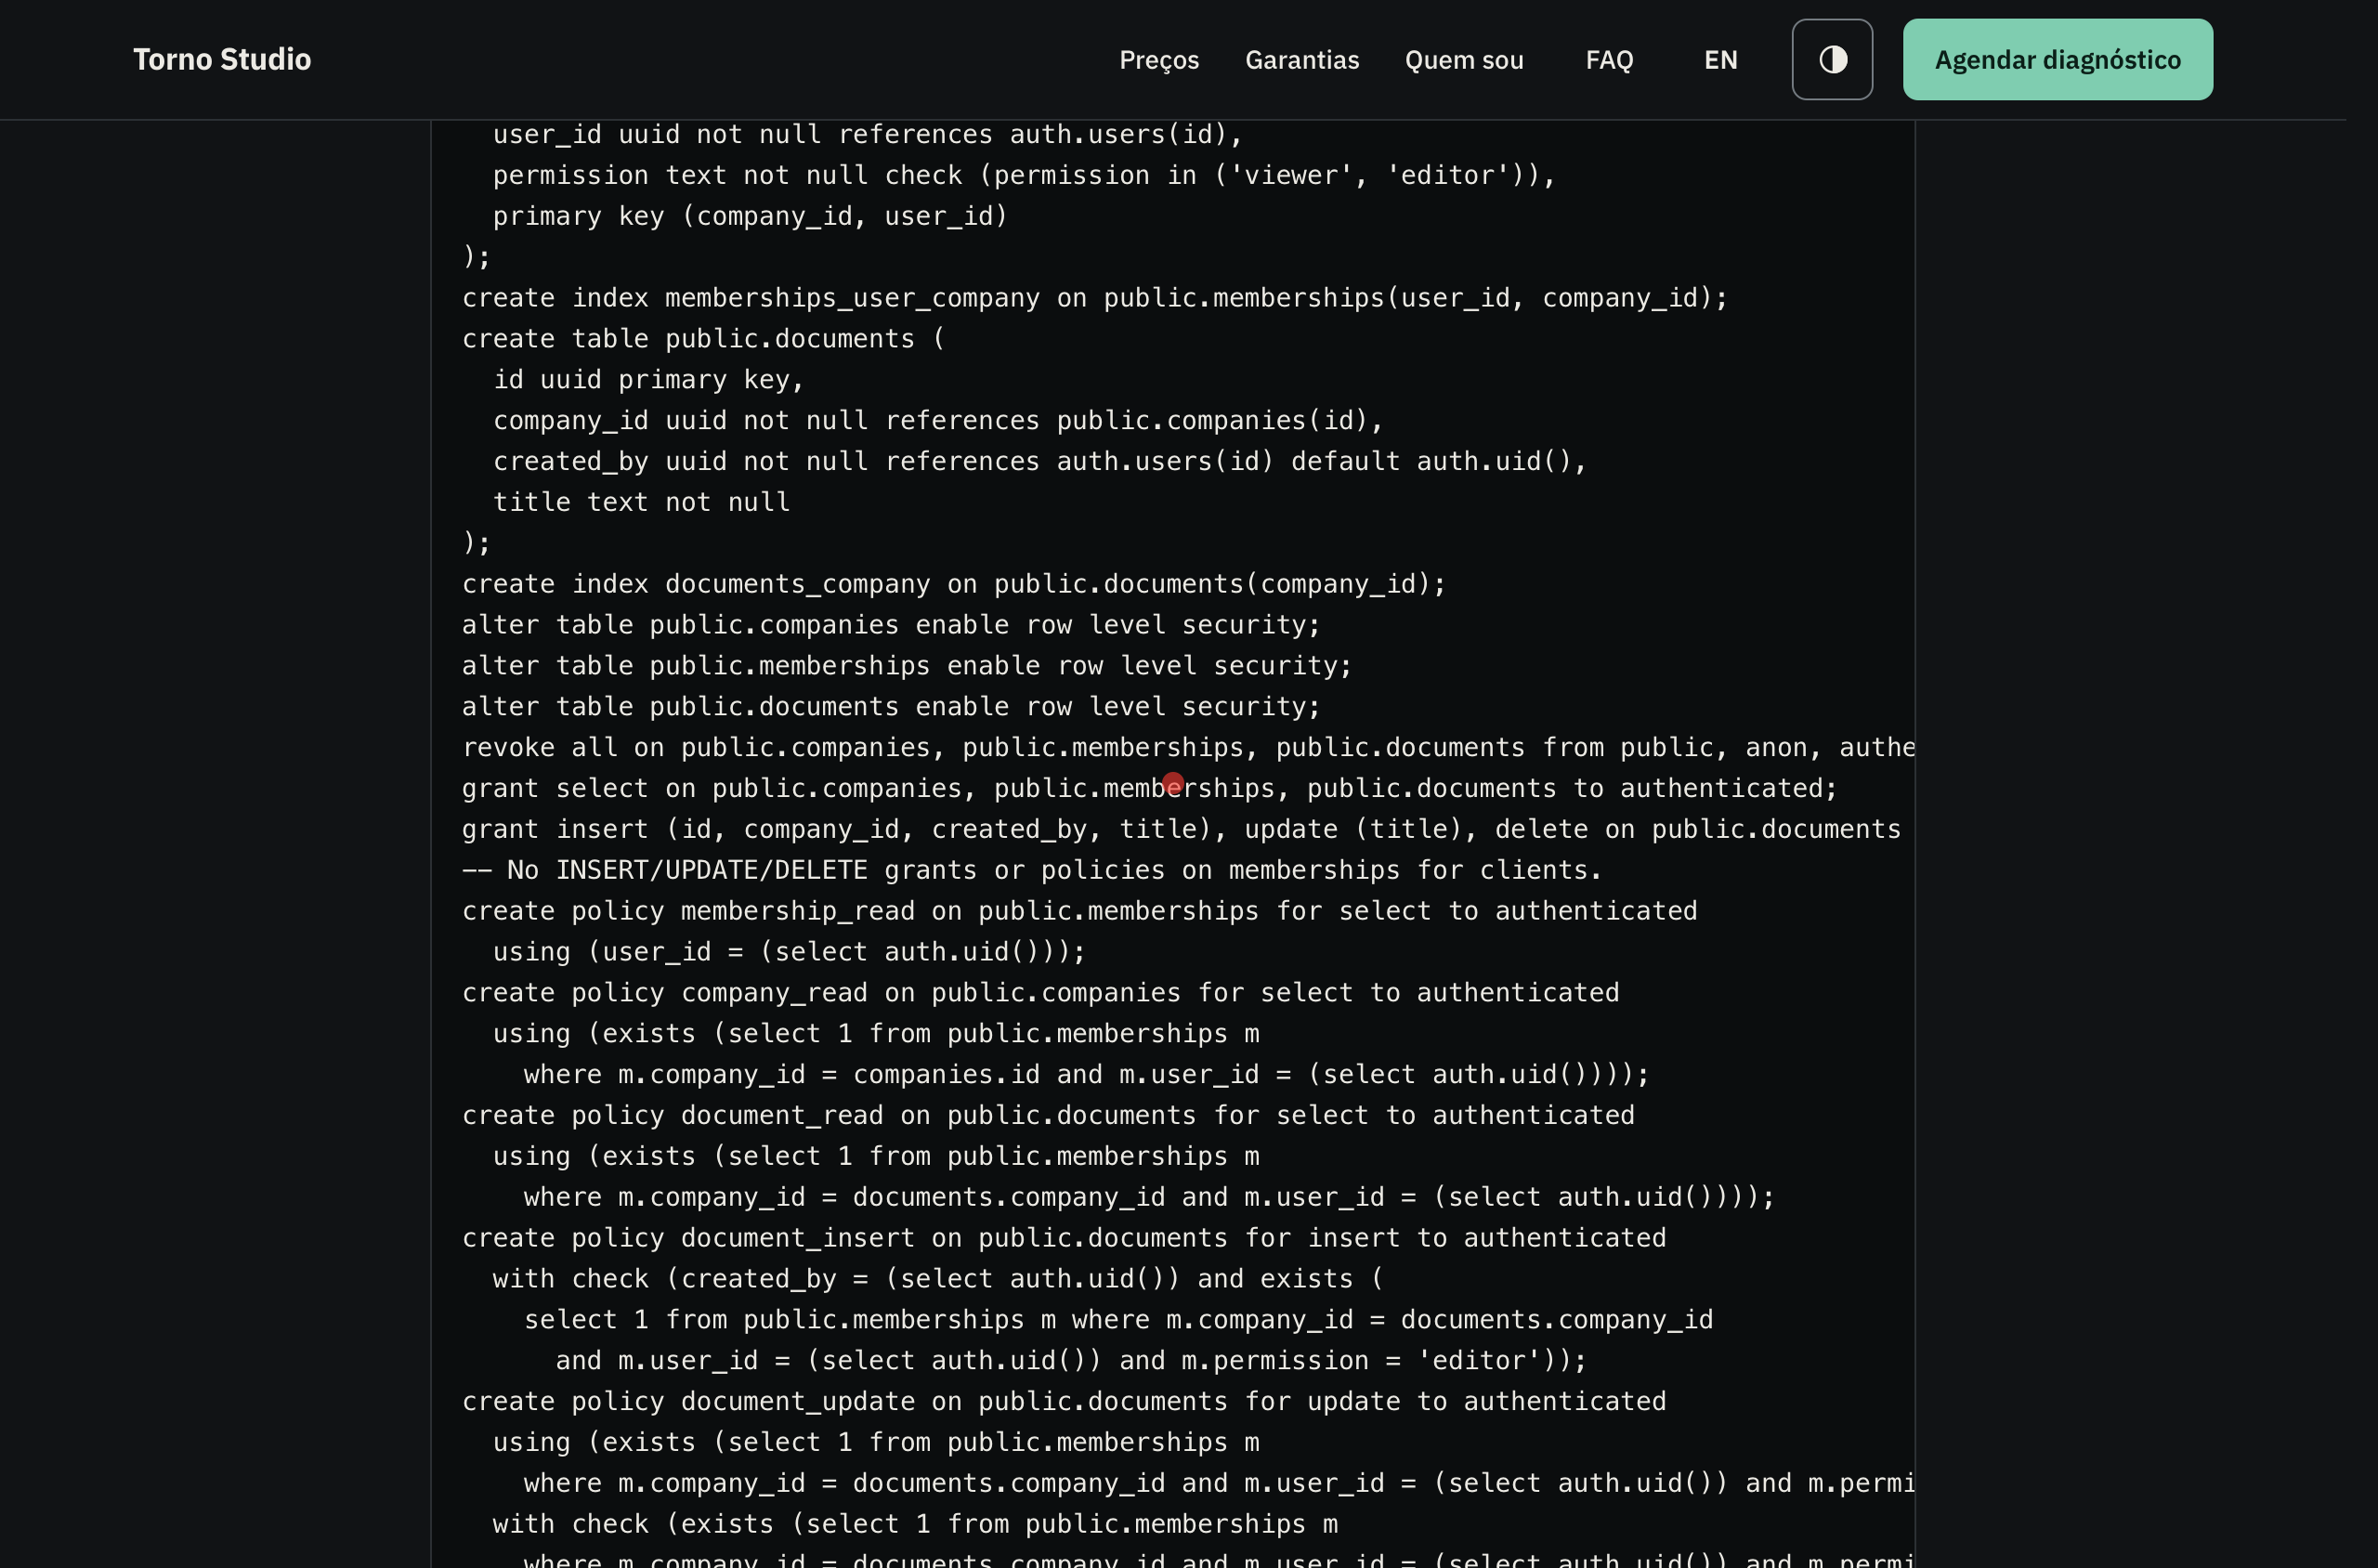 Torno Studio
Preços
Garantias
Quem sou
FAQ
EN
Agendar diagnóstico
user_id uuid not null references auth.users(id),
permission text not null check (permission in ('viewer', 'editor')),
primary key (company_id, user_id)
);
create index memberships_user_company on public.memberships(user_id, company_id);
create table public.documents (
id uuid primary key,
company_id uuid not null references public.companies(id),
created_by uuid not null references auth.users(id) default auth.uid(),
title text not null
);
create index documents_company on public.documents(company_id);
alter table public.companies enable row level security;
alter table public.memberships enable row level security;
alter table public.documents enable row level security;
revoke all on public.companies, public.memberships, public.documents from public, anon, authe
grant select on public.companies, public.memberships, public.documents to authenticated;
grant insert (id, company_id, created_by, title), update (title), delete on public.documents
-- No INSERT/UPDATE/DELETE grants or policies on memberships for clients.
create policy membership_read on public.memberships for select to authenticated
using (user_id = (select auth.uid()));
create policy company_read on public.companies for select to authenticated
using (exists (select 1 from public.memberships m
where m.company_id = companies.id and m.user_id = (select auth.uid())));
create policy document_read on public.documents for select to authenticated
using (exists (select 1 from public.memberships m
where m.company_id = documents.company_id and m.user_id = (select auth.uid())));
create policy document_insert on public.documents for insert to authenticated
with check (created_by = (select auth.uid()) and exists (
select 1 from public.memberships m where m.company_id = documents.company_id
and m.user_id = (select auth.uid()) and m.permission = 'editor'));
create policy document_update on public.documents for update to authenticated
using (exists (select 1 from public.memberships m
where m.company_id = documents.company_id and m.user_id = (select auth.uid()) and m.permi
with check (exists (select 1 from public.memberships m
where m.company_id = documents.company_id and m.user_id = (select auth.uid()) and m.permi